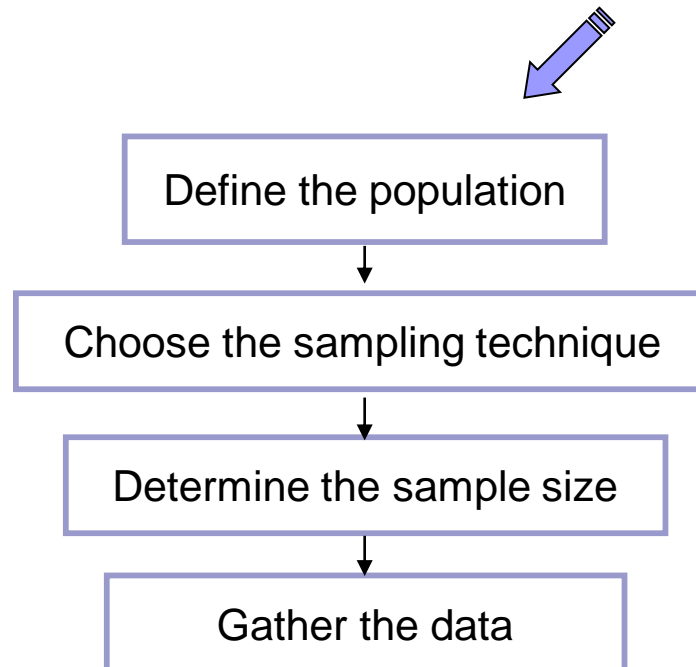 Define the population
Choose the sampling technique
Determine the sample size
Gather the data